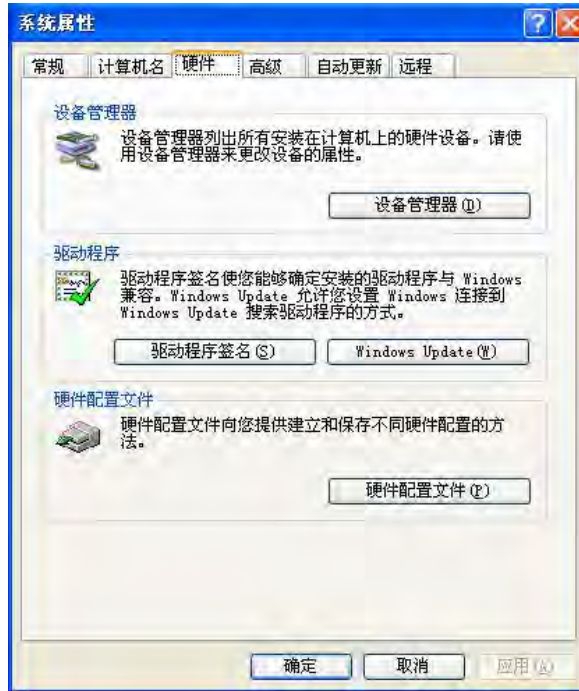 系统属性
常规 计算机名 硬件 高级 自动更新 远程
设备管理器
设备管理器列出所有安装在计算机上的硬件设备。请使
用设备管理器来更改设备的属性。
设备管理器(D)
驱动程序
驱动程序签名使您能够确定安装的驱动程序与 Windows
兼容。Windows Update 允许您设置 Windows 连接到
Windows Update 搜索驱动程序的方式。
驱动程序签名(S) Windows Update(W)
硬件配置文件
硬件配置文件向您提供建立和保存不同硬件配置的方
法。
硬件配置文件(P)
确定 取消 应用(A)